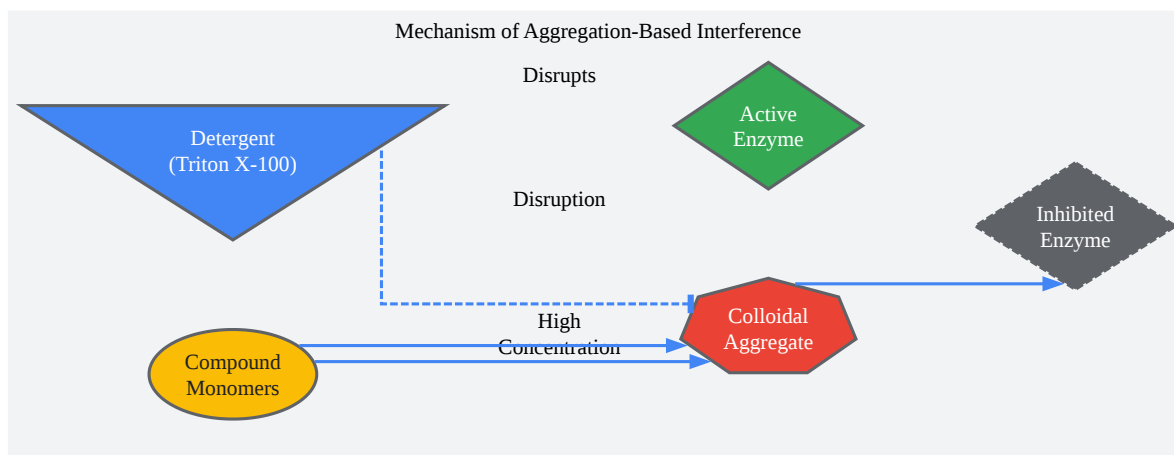 Mechanism of Aggregation-Based Interference
Disrupts
Detergent
(Triton X-100)
Active
Enzyme
Disruption
Inhibited
Enzyme
High
Concentration
Colloidal
Aggregate
Compound
Monomers